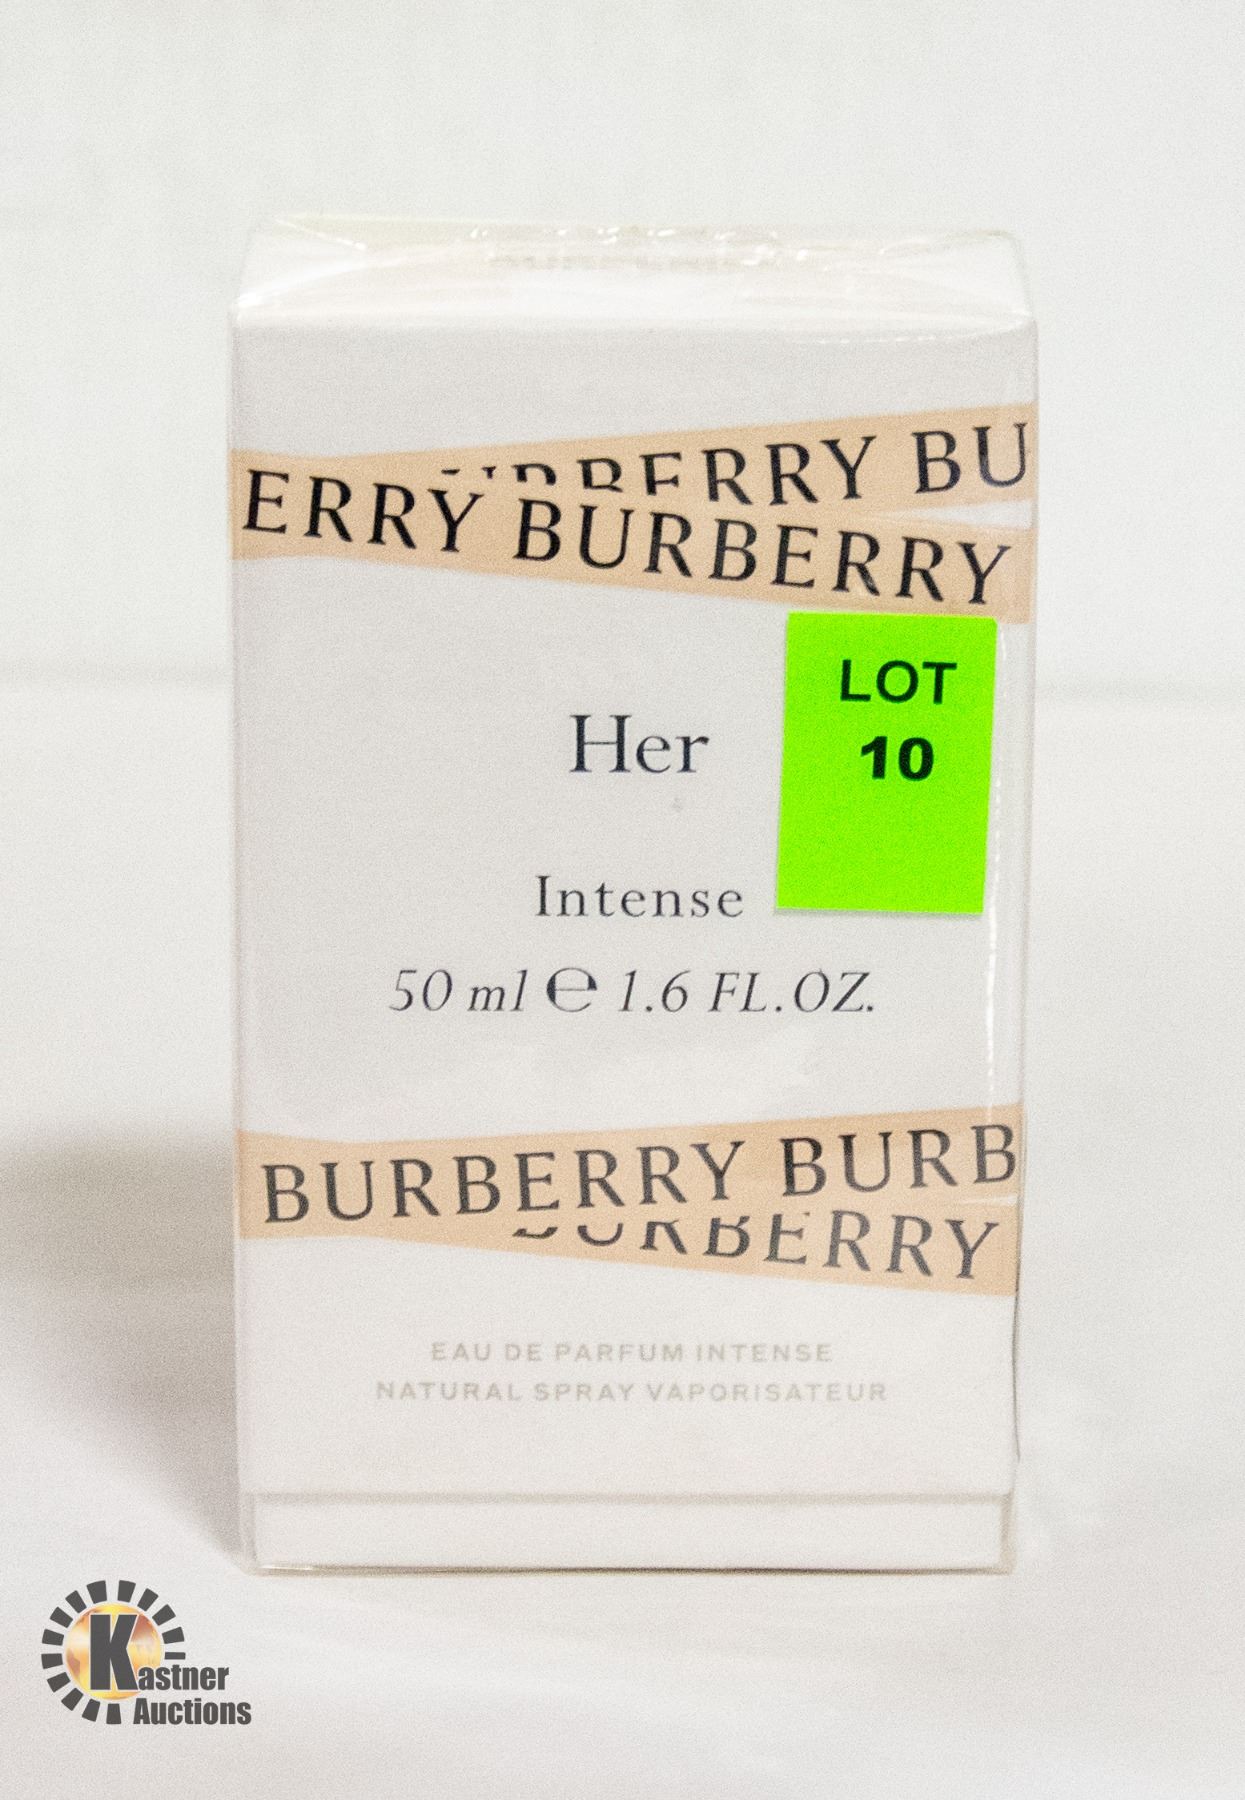 BERRY BU
ERRY BURBERRY
Her
LOT
10
Intense
50 ml ℮ 1.6 FL.OZ.
BURBERRY BURB
BURBERRY
EAU DE PARFUM INTENSE
NATURAL SPRAY VAPORISATEUR
Kastner
Auctions